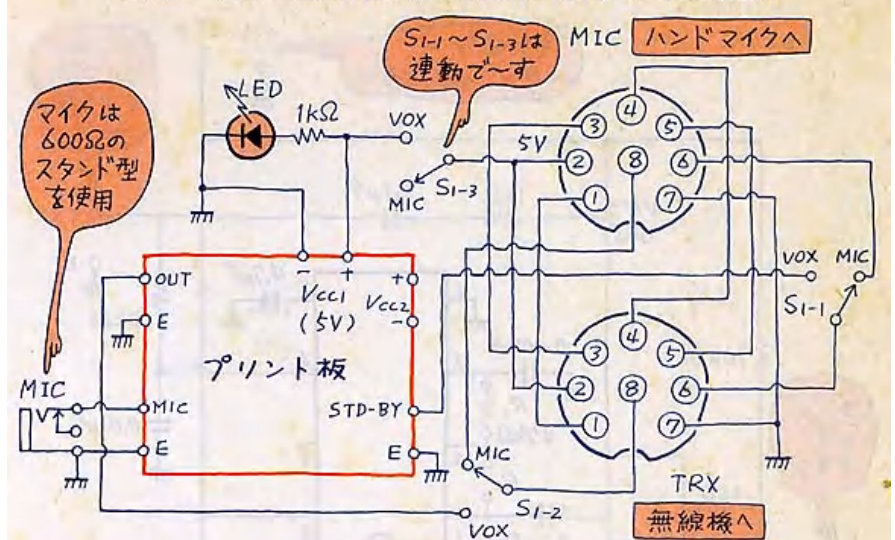 S1-1～S1-3は
連動で〜す
MIC
ハンドマイクへ
マイクは
600Ωの
スタンド型
を使用
LED
1kΩ
VOX
MIC
S1-3
5V
1
2
3
4
5
6
7
8
OUT
E
MIC
E
-
+
Vcc1
(5V)
+
Vcc2
-
プリント板
STD-BY
E
MIC
VOX
MIC
S1-1
1
2
3
4
5
6
7
8
MIC
S1-2
VOX
TRX
無線機へ